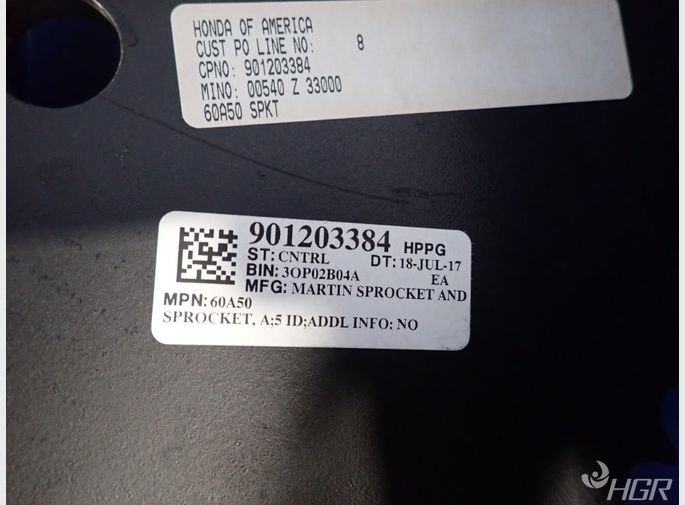 HONDA OF AMERICA
CUST PO LINE NO: 8
CPNO: 901203384
MINO: 00540 Z 33000
60A50 SPKT
901203384 HPPG
ST: CNTRL DT: 18-JUL-17
BIN: 3OP02B04A EA
MFG: MARTIN SPROCKET AND
MPN: 60A50
SPROCKET, A;5 ID;ADDL INFO: NO
HGR